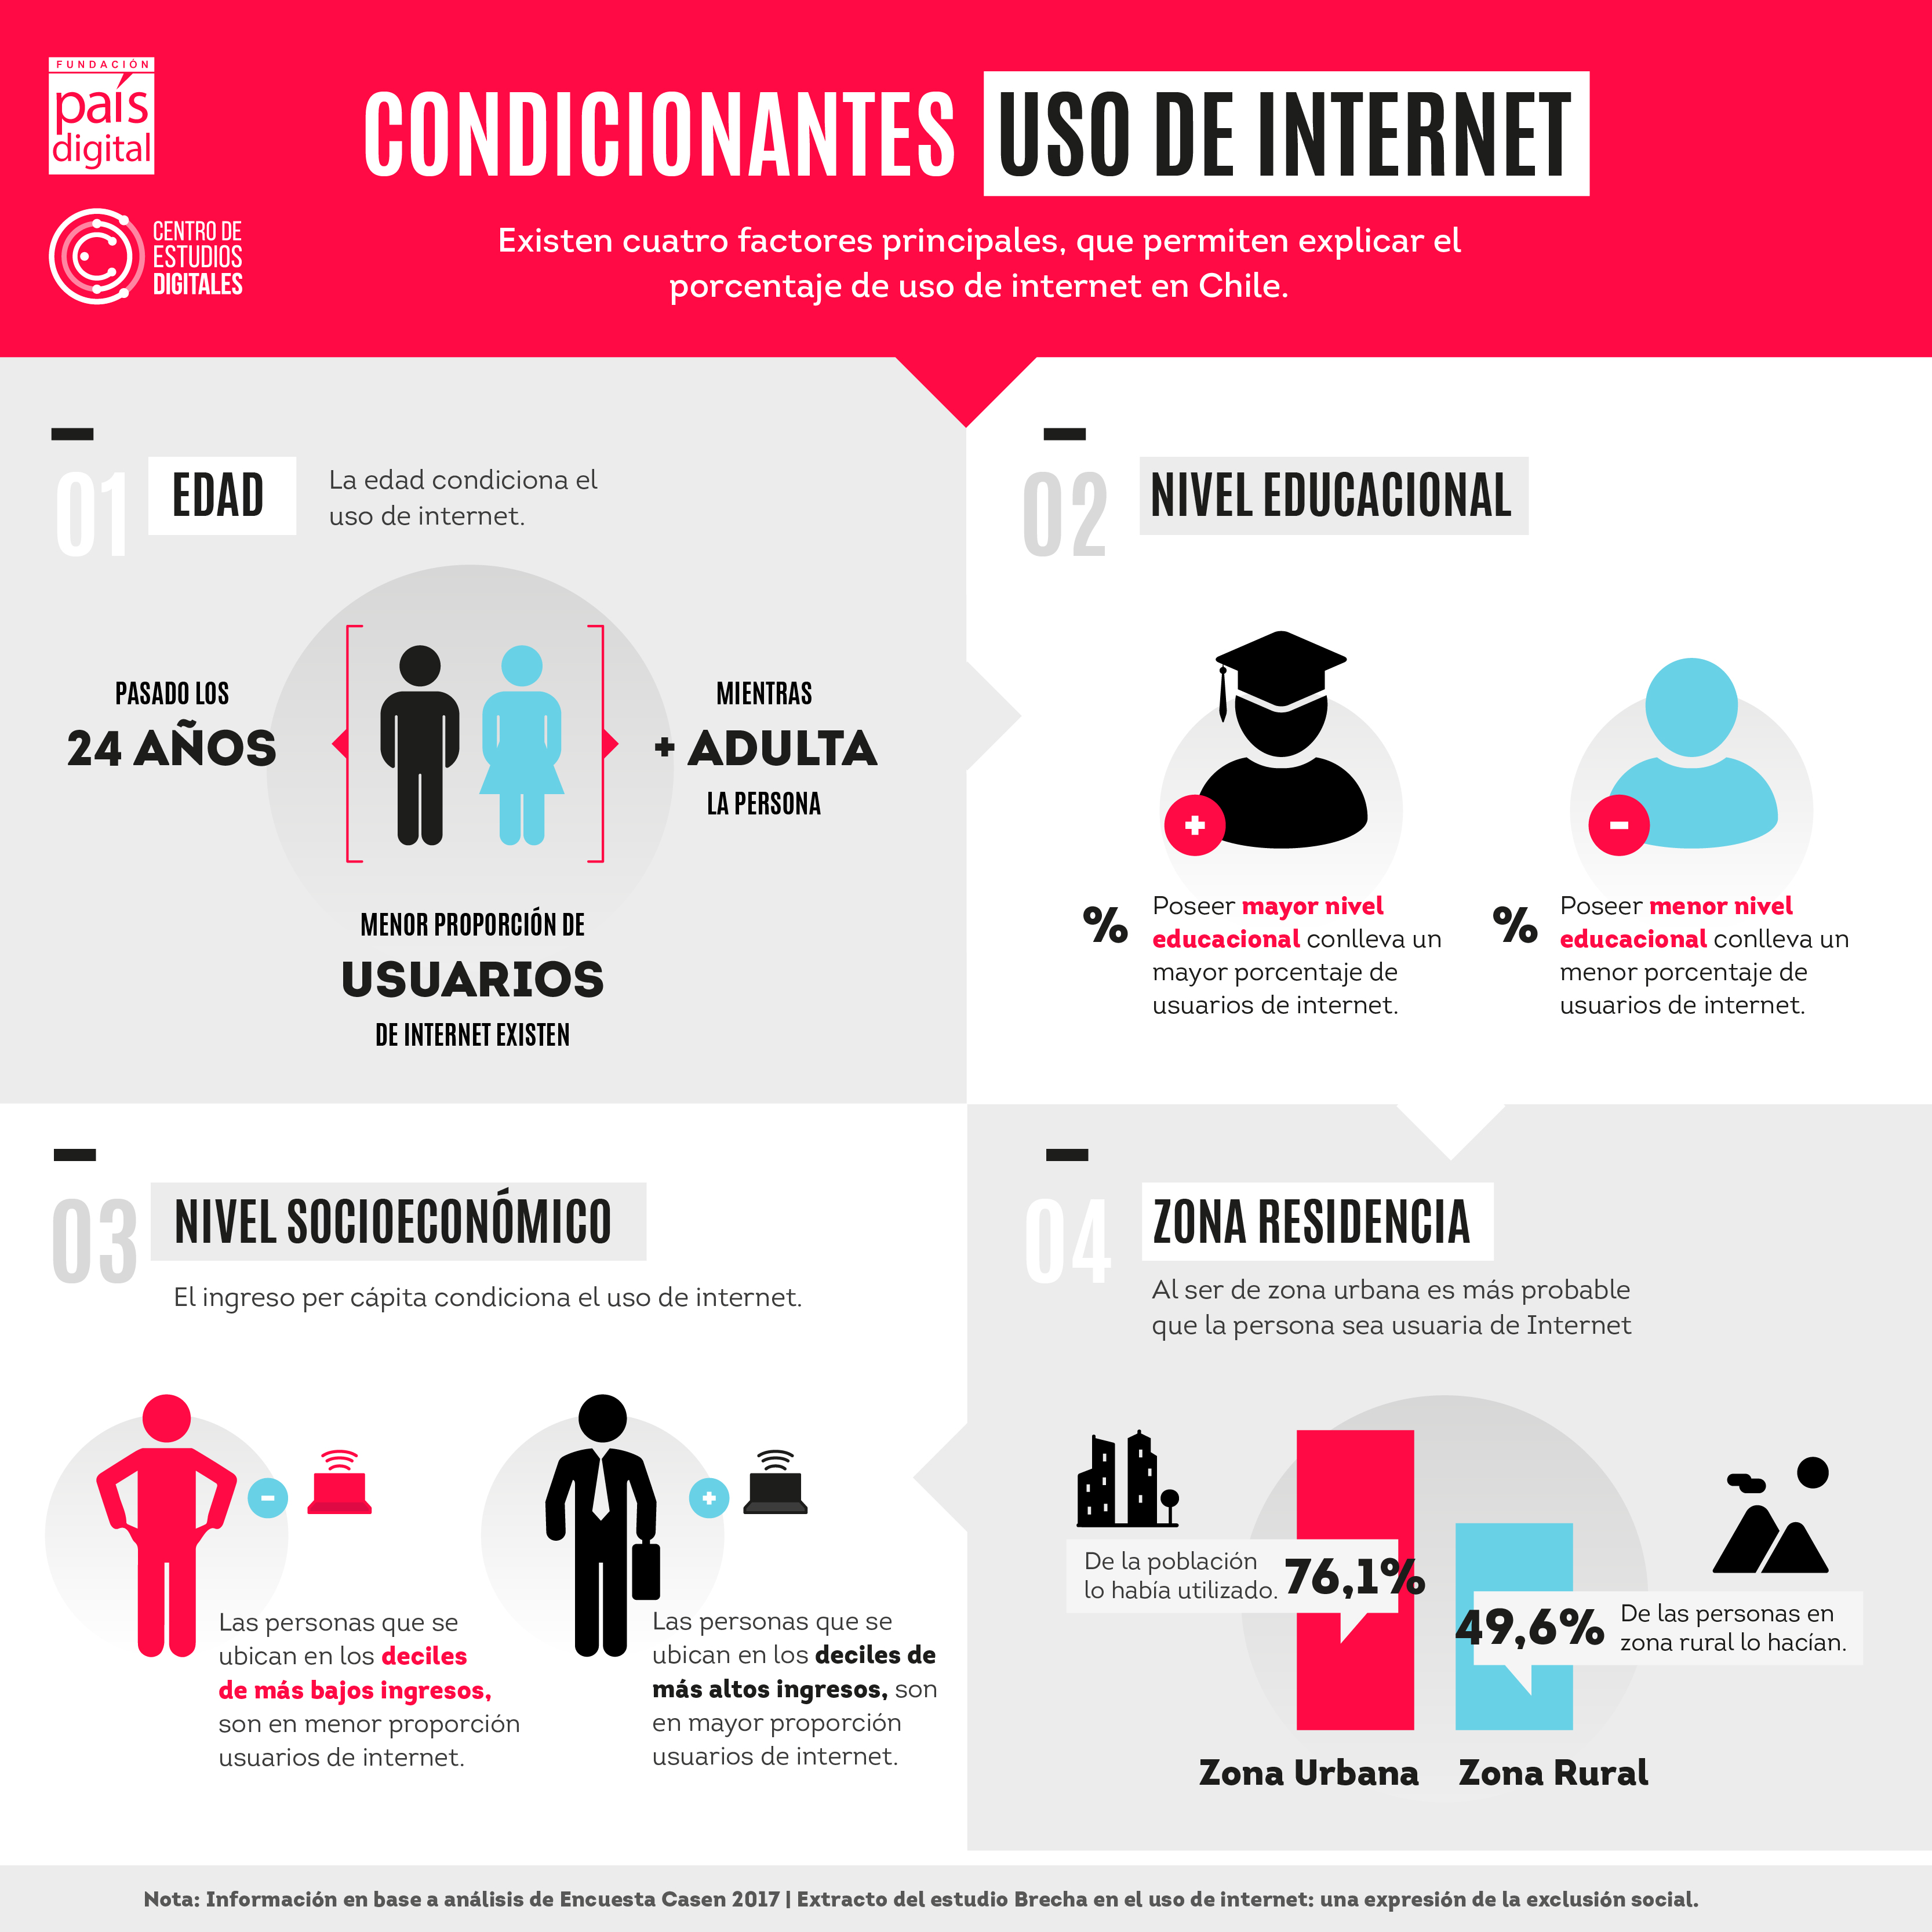 FUNDACIÓN
país
digital
CENTRO DE
ESTUDIOS
DIGITALES
CONDICIONANTES USO DE INTERNET
Existen cuatro factores principales, que permiten explicar el
porcentaje de uso de internet en Chile.
01 EDAD
La edad condiciona el
uso de internet.
PASADO LOS
24 AÑOS
MIENTRAS
+ ADULTA
LA PERSONA
MENOR PROPORCIÓN DE
USUARIOS
DE INTERNET EXISTEN
02 NIVEL EDUCACIONAL
+
%
Poseer mayor nivel
educacional conlleva un
mayor porcentaje de
usuarios de internet.
-
%
Poseer menor nivel
educacional conlleva un
menor porcentaje de
usuarios de internet.
03 NIVEL SOCIOECONÓMICO
El ingreso per cápita condiciona el uso de internet.
-
Las personas que se
ubican en los deciles
de más bajos ingresos,
son en menor proporción
usuarios de internet.
+
Las personas que se
ubican en los deciles de
más altos ingresos, son
en mayor proporción
usuarios de internet.
04 ZONA RESIDENCIA
Al ser de zona urbana es más probable
que la persona sea usuaria de Internet
De la población
lo había utilizado.
76,1%
49,6%
De las personas en
zona rural lo hacían.
Zona Urbana
Zona Rural
Nota: Información en base a análisis de Encuesta Casen 2017 | Extracto del estudio Brecha en el uso de internet: una expresión de la exclusión social.